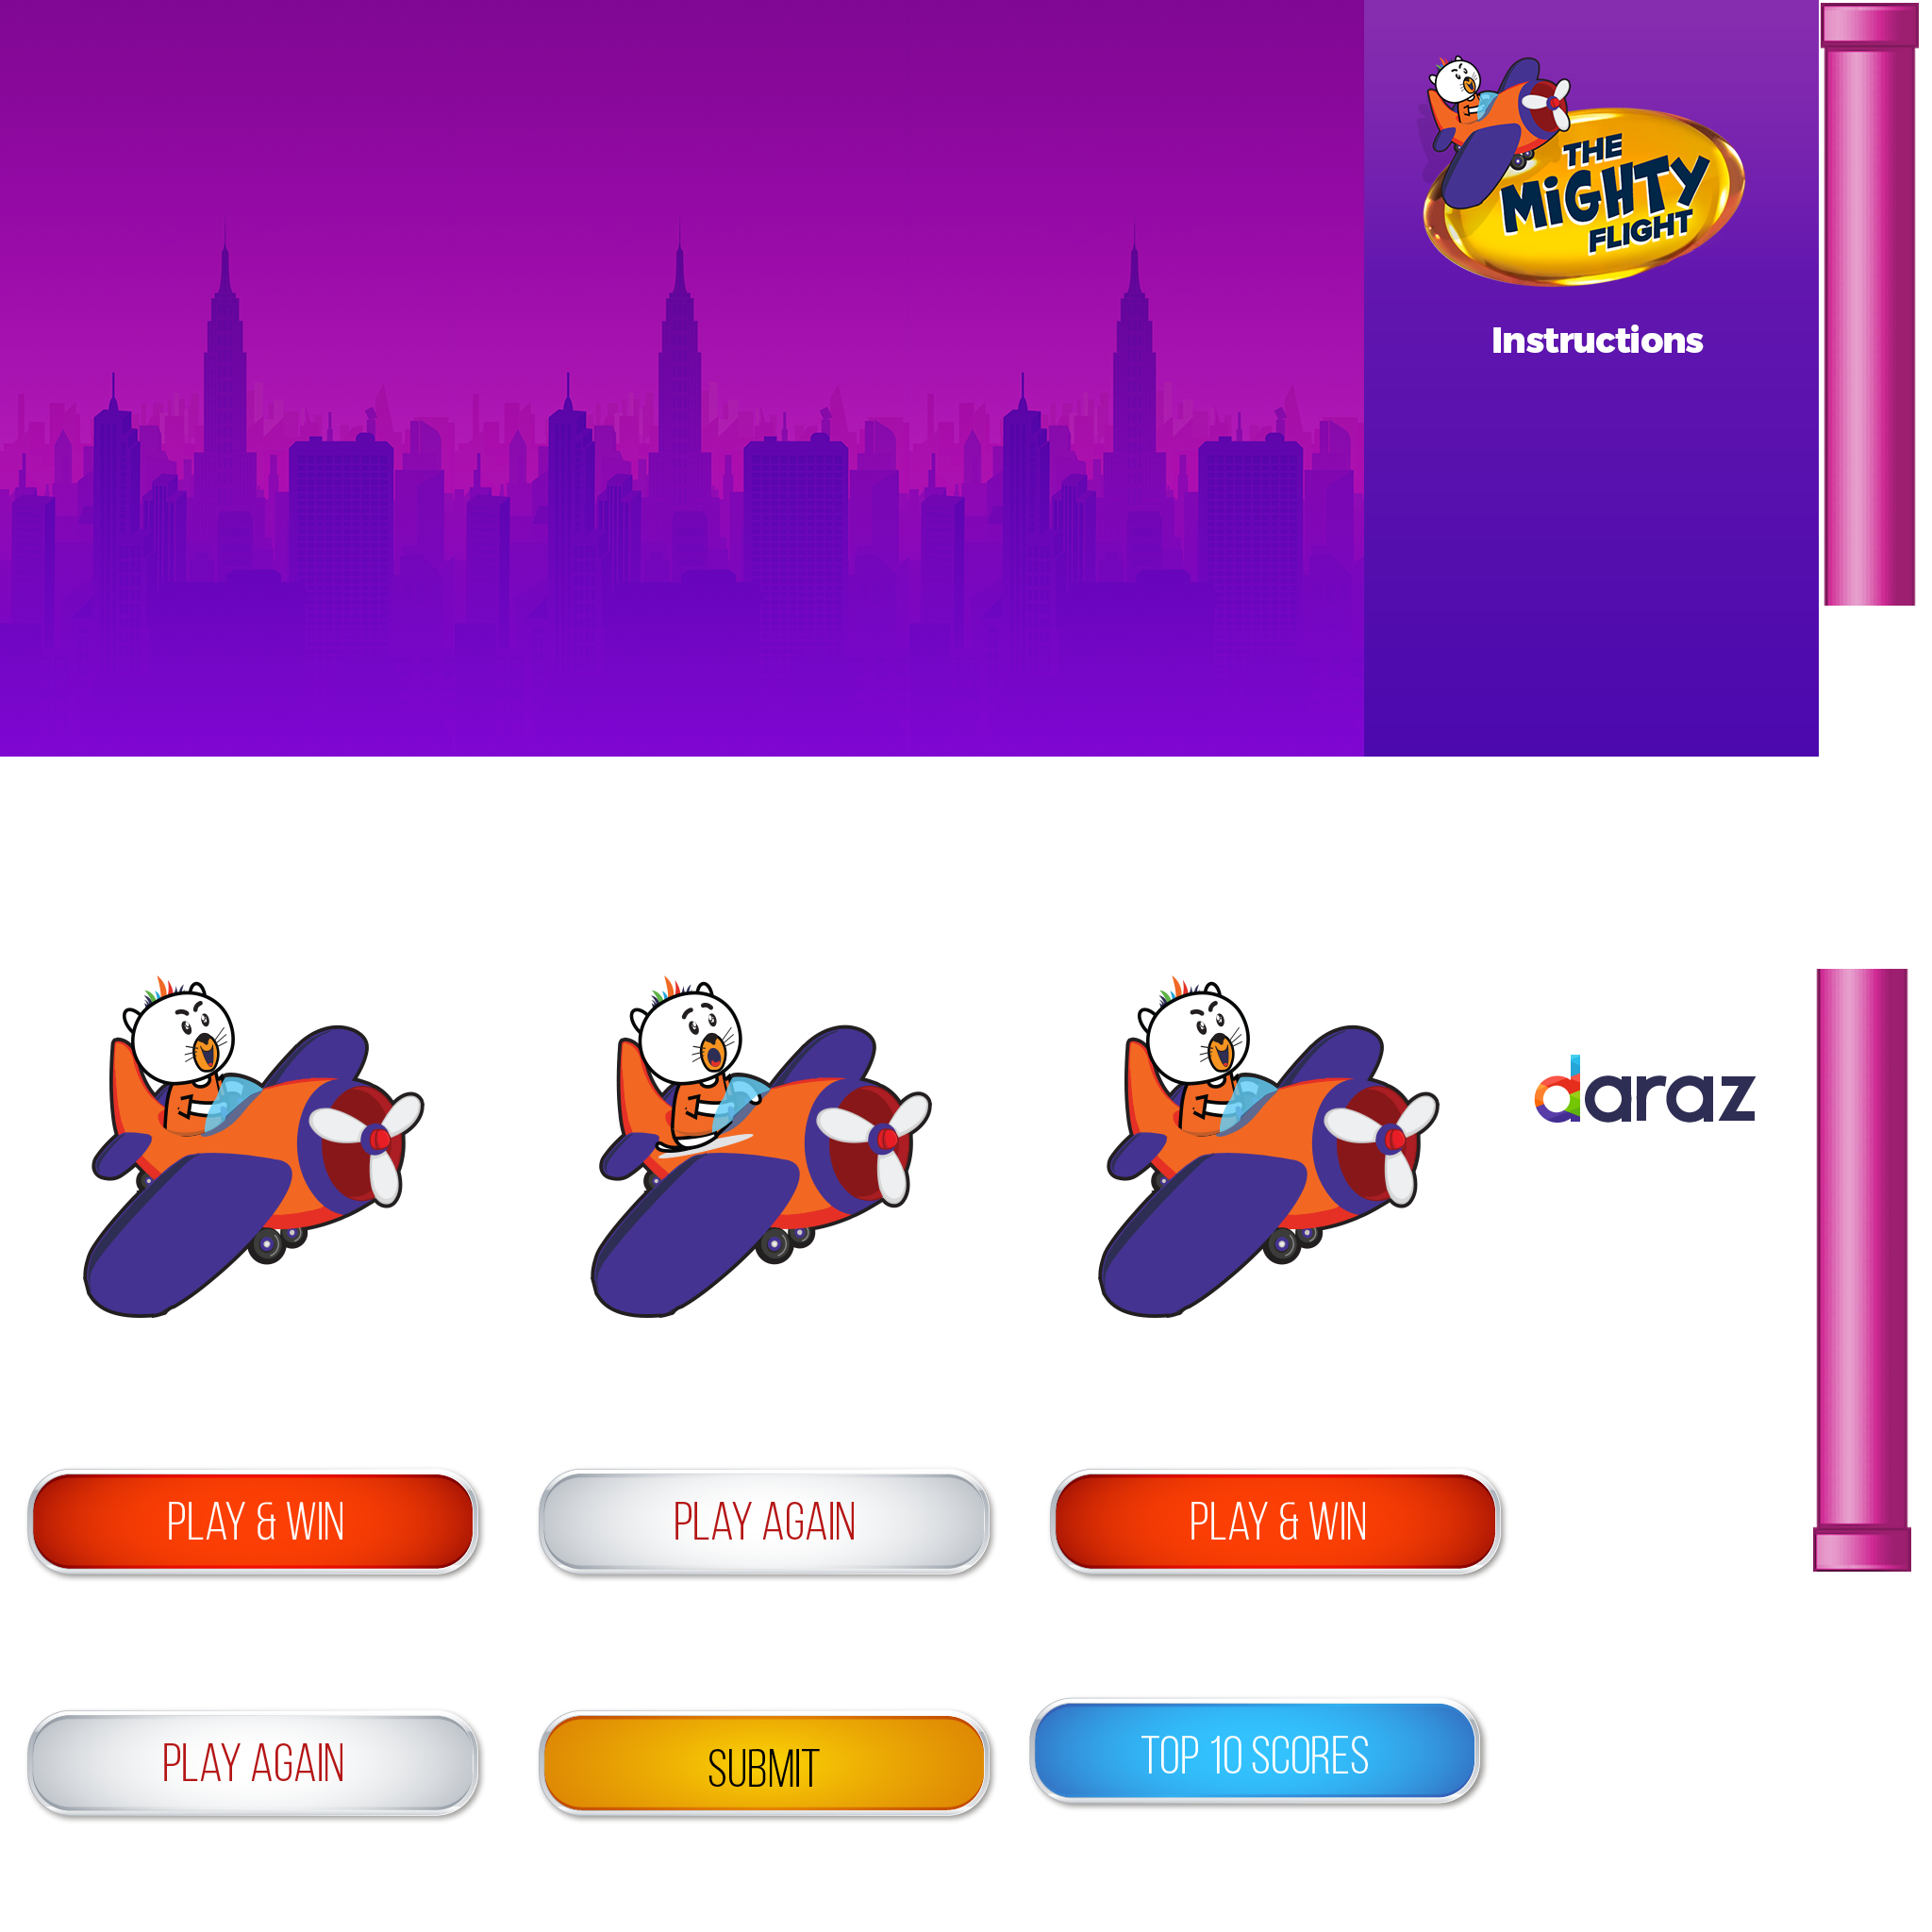 THE
MiGHTY
FLIGHT
Instructions
daraz
PLAY & WIN
PLAY AGAIN
PLAY & WIN
PLAY AGAIN
SUBMIT
TOP 10 SCORES